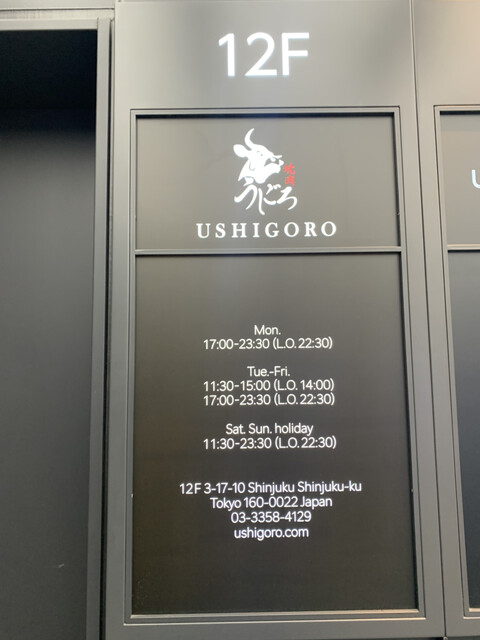 12F
焼肉
うしごろ
USHIGORO
Mon.
17:00-23:30 (L.O. 22:30)
Tue.-Fri.
11:30-15:00 (L.O. 14:00)
17:00-23:30 (L.O. 22:30)
Sat. Sun. holiday
11:30-23:30 (L.O. 22:30)
12F 3-17-10 Shinjuku Shinjuku-ku
Tokyo 160-0022 Japan
03-3358-4129
ushigoro.com